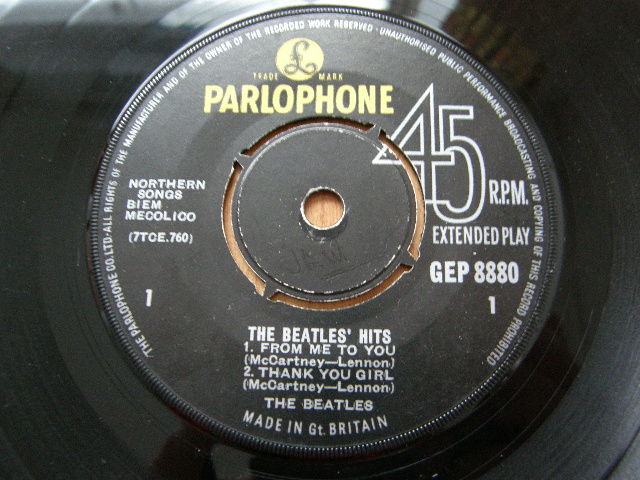 THE PARLOPHONE CO. LTD. ALL RIGHTS OF THE MANUFACTURER AND OF THE OWNER OF THE RECORDED WORK RESERVED · UNAUTHORISED PUBLIC PERFORMANCE BROADCASTING AND COPYING OF THIS RECORD PROHIBITED
£
TRADE MARK
PARLOPHONE
45
R.P.M.
EXTENDED PLAY
NORTHERN
SONGS
BIEM
MECOLICO
(7TCE.760)
GEP 8880
1
1
JAW
THE BEATLES' HITS
1. FROM ME TO YOU
(McCartney—Lennon)
2. THANK YOU GIRL
(McCartney—Lennon)
THE BEATLES
MADE IN Gt. BRITAIN